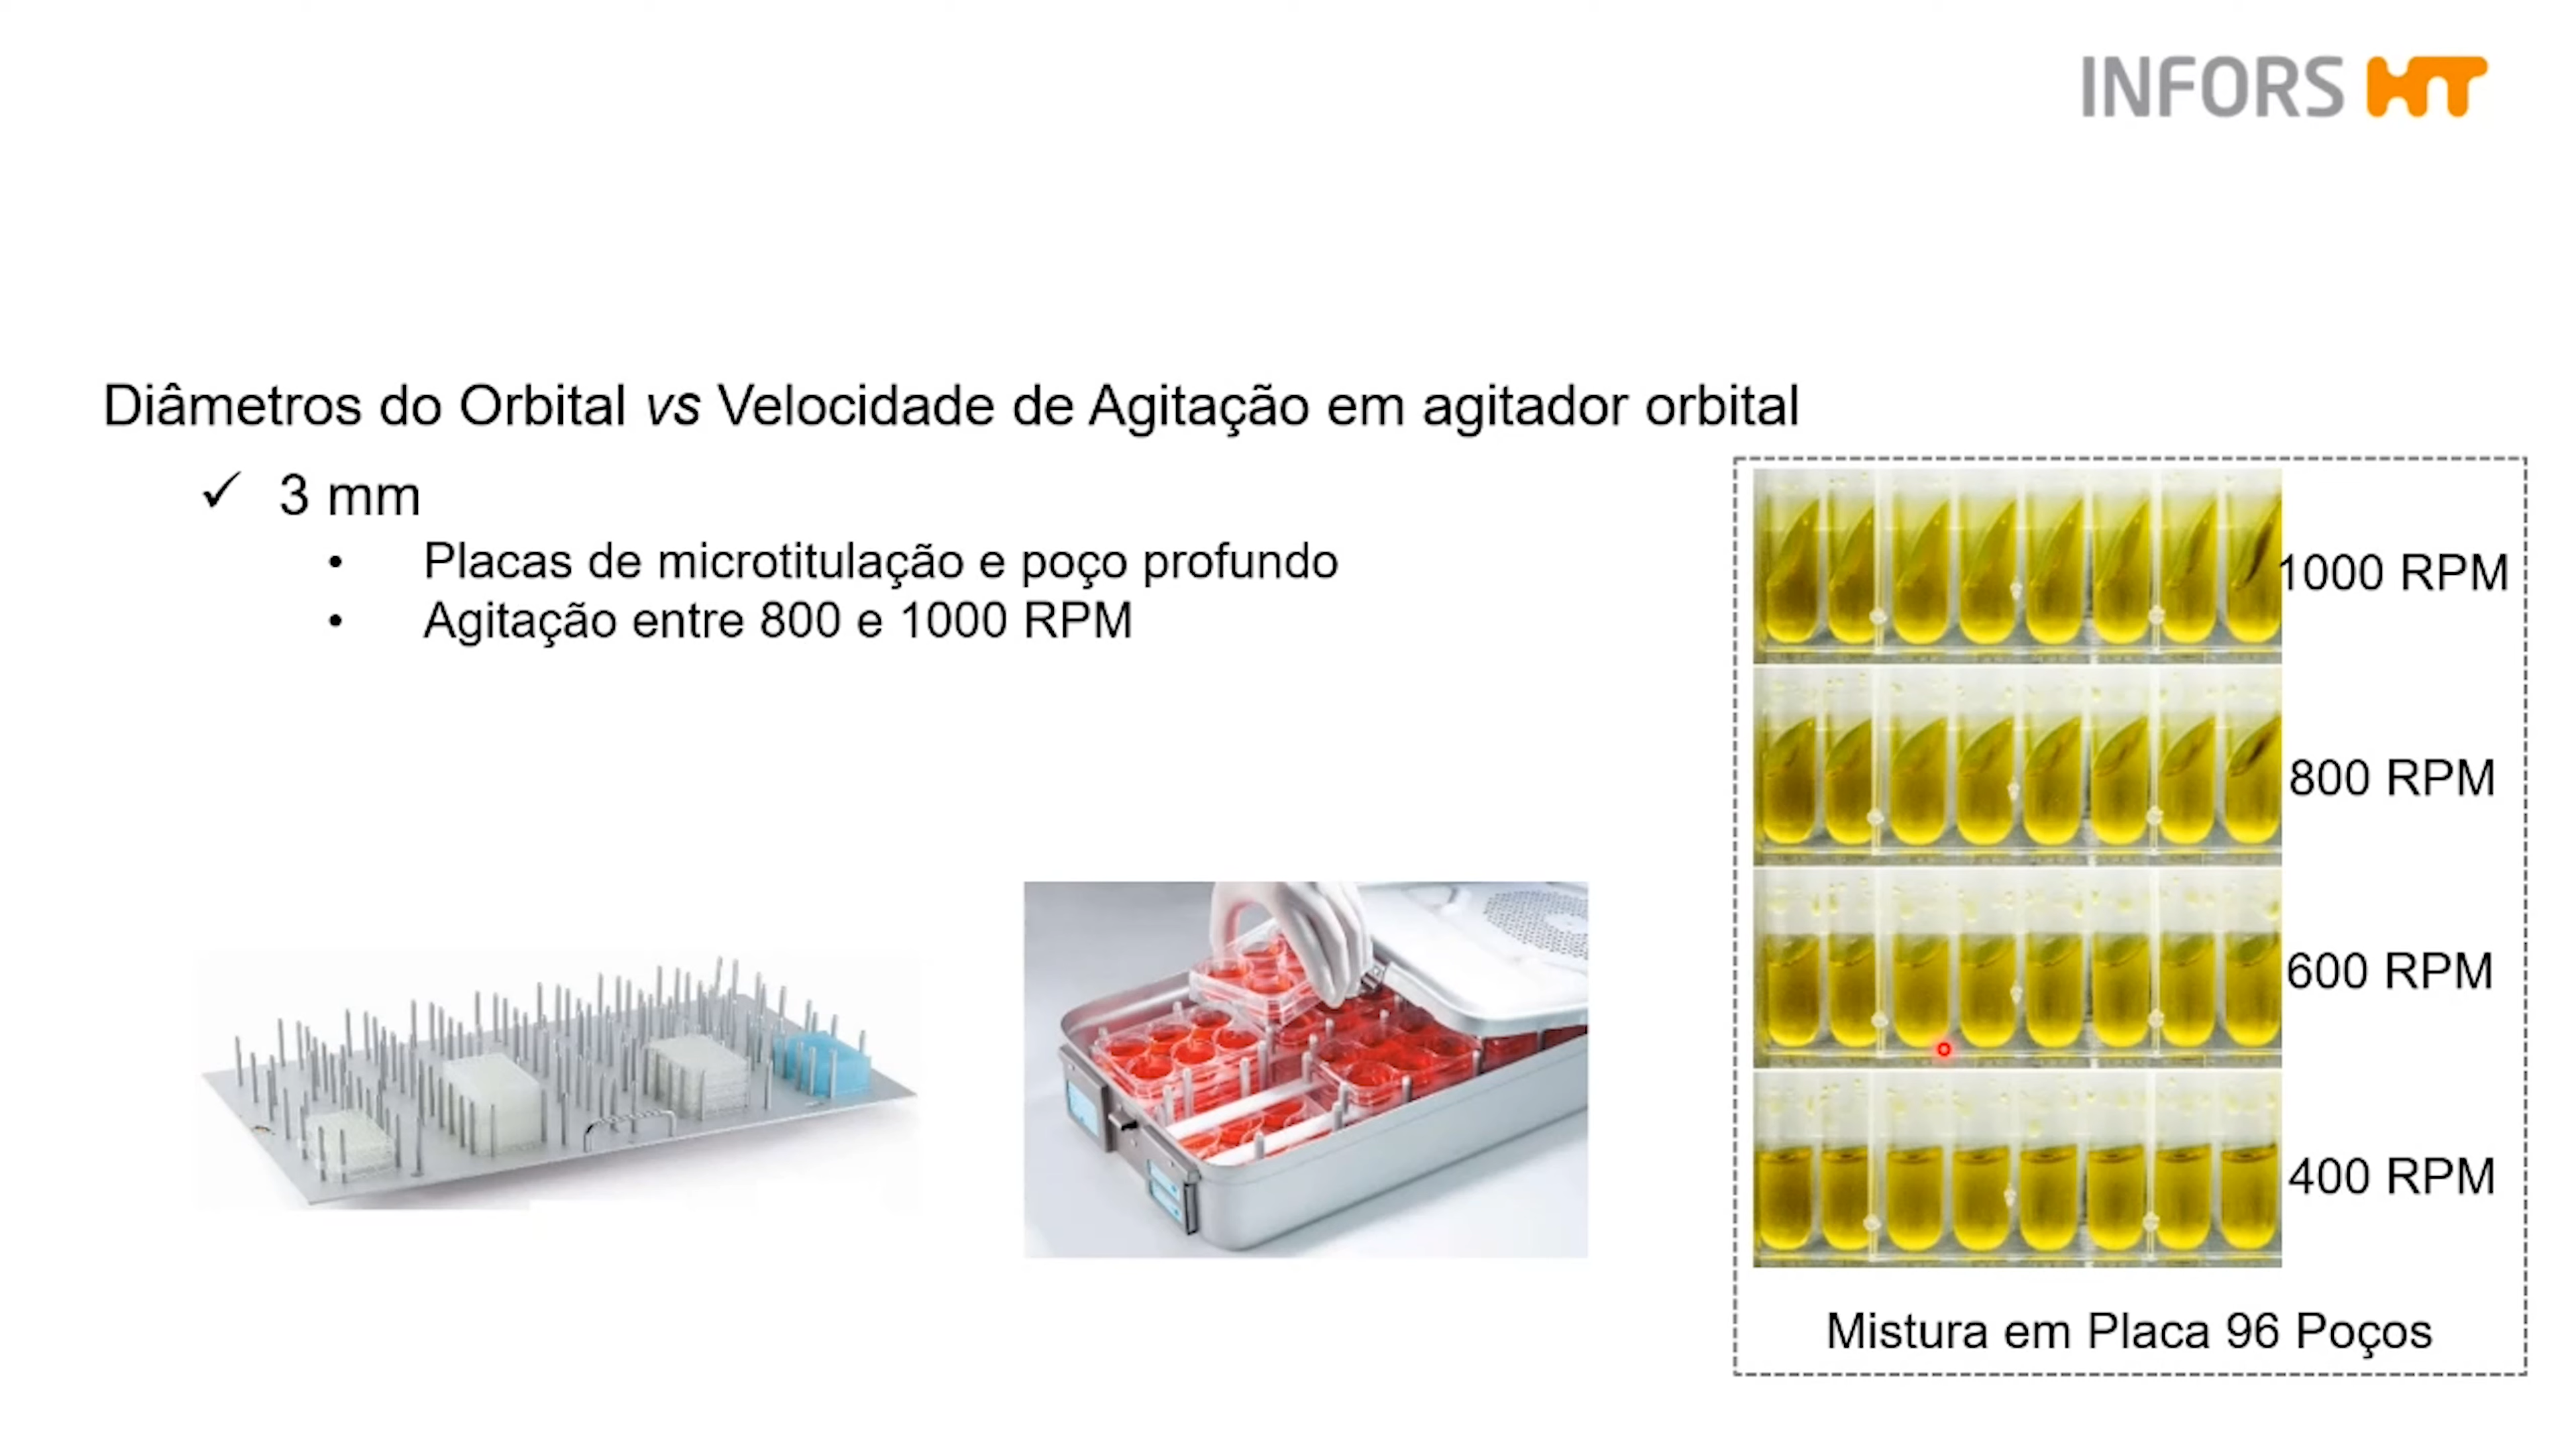 INFORS HT
Diâmetros do Orbital vs Velocidade de Agitação em agitador orbital
✓ 3 mm
• Placas de microtitulação e poço profundo
• Agitação entre 800 e 1000 RPM
1000 RPM
800 RPM
600 RPM
400 RPM
Mistura em Placa 96 Poços